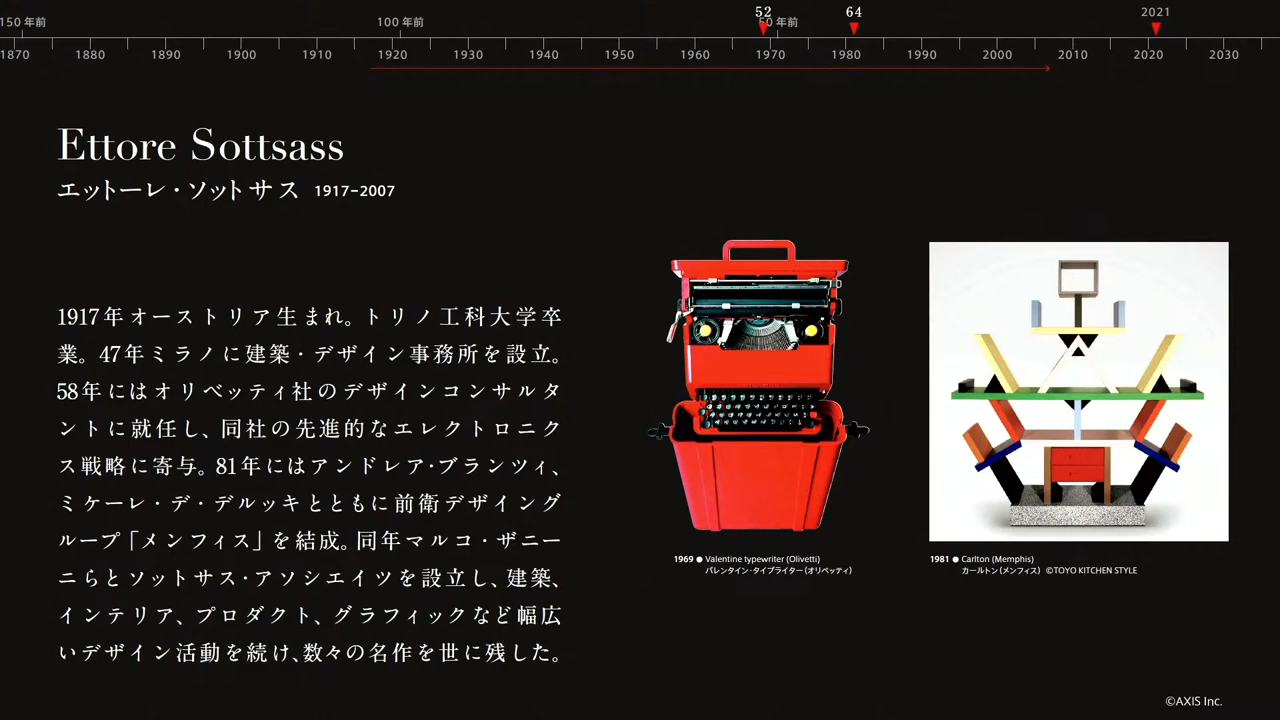 150 年前
100 年前
52
50 年前
64
2021
1870 1880 1890 1900 1910 1920 1930 1940 1950 1960 1970 1980 1990 2000 2010 2020 2030
Ettore Sottsass
エットーレ・ソットサス 1917-2007
1917年オーストリア生まれ。トリノ工科大学卒
業。47年ミラノに建築・デザイン事務所を設立。
58年にはオリベッティ社のデザインコンサルタ
ントに就任し、同社の先進的なエレクトロニク
ス戦略に寄与。81年にはアンドレア・ブランツィ、
ミケーレ・デ・デルッキとともに前衛デザイング
ループ「メンフィス」を結成。同年マルコ・ザニー
ニらとソットサス・アソシエイツを設立し、建築、
インテリア、プロダクト、グラフィックなど幅広
いデザイン活動を続け、数々の名作を世に残した。
1969 ● Valentine typewriter (Olivetti)
バレンタイン・タイプライター(オリベッティ)
1981 ● Carlton (Memphis)
カールトン(メンフィス) ©TOYO KITCHEN STYLE
©AXIS Inc.